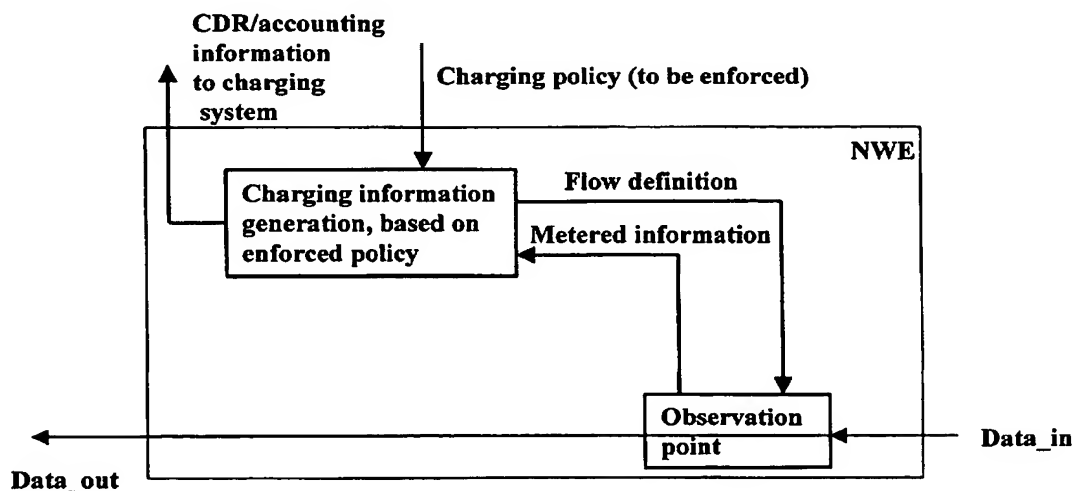 CDR/accounting
information
to charging
system
Charging policy (to be enforced)
NWE
Charging information
generation, based on
enforced policy
Flow definition
Metered information
Observation
point
Data_in
Data_out